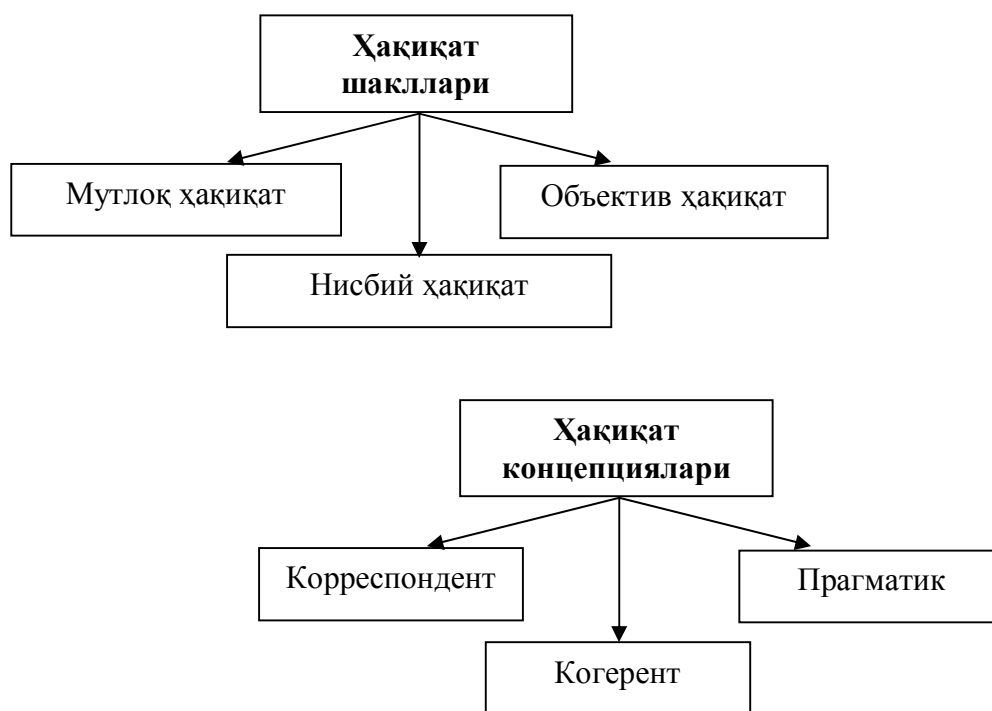 Ҳақиқат
шакллари
Мутлоқ ҳақиқат
Объектив ҳақиқат
Нисбий ҳақиқат
Ҳақиқат
концепциялари
Корреспондент
Прагматик
Когерент